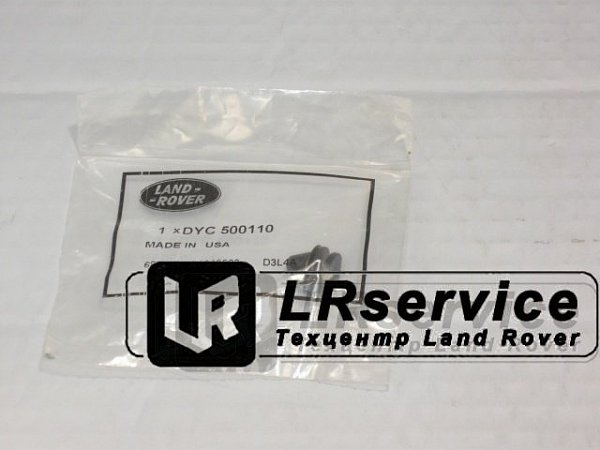 LAND-
-ROVER
1 x DYC 500110
MADE IN USA
D3L4A
LR
LRservice
Техцентр Land Rover